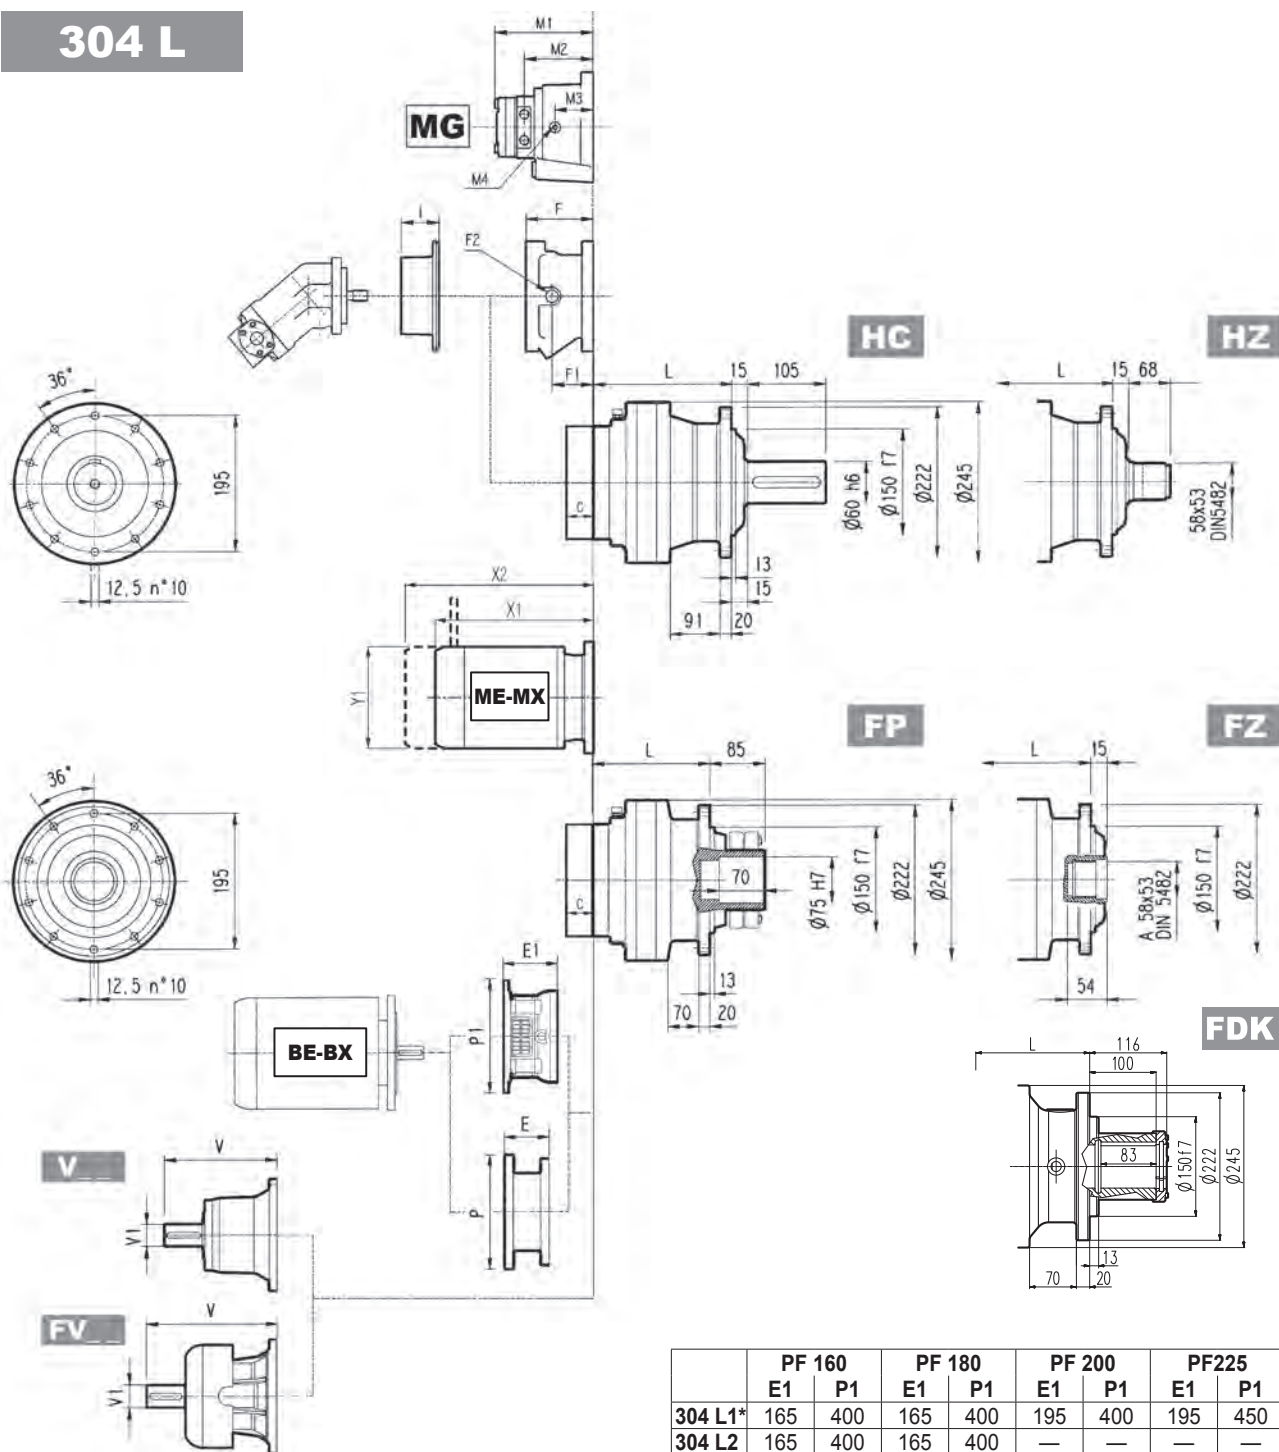 304 L
M1
M2
M3
MG
M4
I
F
F2
HC
HZ
F1
L
15
105
L
15
68
36°
195
12,5 n°10
C
Ø60 h6
Ø150 f7
Ø222
Ø245
58x53
DIN5482
13
15
91
20
X2
X1
Y1
ME-MX
FP
FZ
L
85
L
15
36°
195
12,5 n°10
C
70
Ø75 H7
Ø150 f7
Ø222
Ø245
A 58x53
DIN 5482
Ø150 f7
Ø222
13
70
20
54
E1
P1
BE-BX
FDK
L
116
100
83
Ø150f7
Ø222
Ø245
13
70
20
E
P
V__
V
V1
FV__
V
V1
PF 160 PF 180 PF 200 PF225
E1 P1 E1 P1 E1 P1 E1 P1
304 L1* 165 400 165 400 195 400 195 450
304 L2 165 400 165 400 — — — —